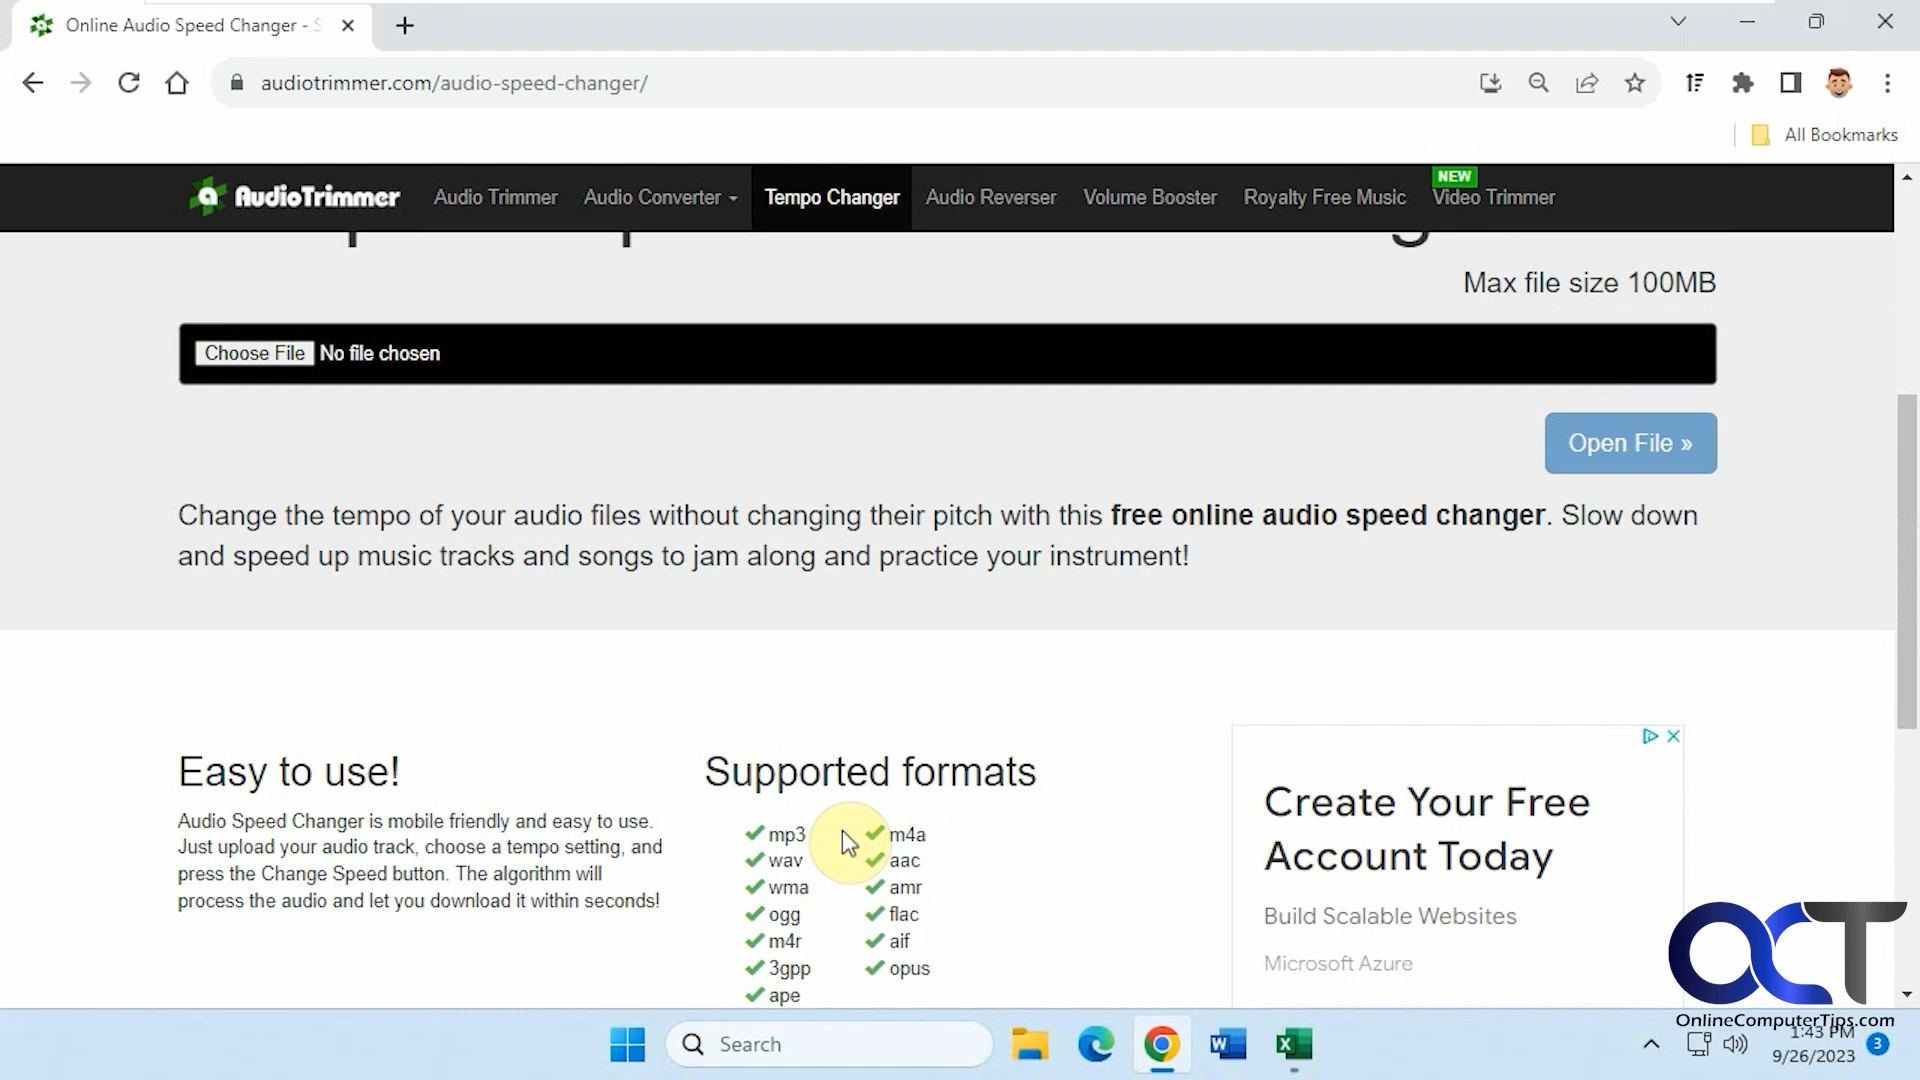 Online Audio Speed Changer - S
audiotrimmer.com/audio-speed-changer/
All Bookmarks
AudioTrimmer Audio Trimmer Audio Converter Tempo Changer Audio Reverser Volume Booster Royalty Free Music NEW Video Trimmer
Max file size 100MB
Choose File No file chosen
Open File »
Change the tempo of your audio files without changing their pitch with this free online audio speed changer. Slow down
and speed up music tracks and songs to jam along and practice your instrument!
Easy to use!
Audio Speed Changer is mobile friendly and easy to use.
Just upload your audio track, choose a tempo setting, and
press the Change Speed button. The algorithm will
process the audio and let you download it within seconds!
Supported formats
mp3 m4a
wav aac
wma amr
ogg flac
m4r aif
3gpp opus
ape
Create Your Free
Account Today
Build Scalable Websites
Microsoft Azure
OCT
OnlineComputerTips.com
Search
1:43 PM
9/26/2023
3